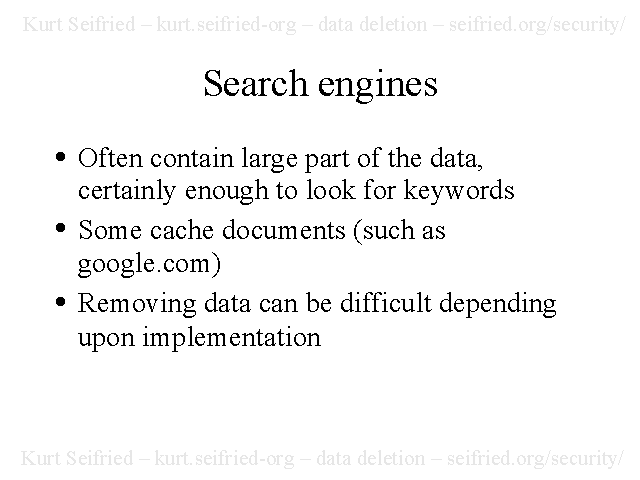 Kurt Seifried – kurt.seifried-org – data deletion – seifried.org/security/
Search engines
• Often contain large part of the data,
certainly enough to look for keywords
• Some cache documents (such as
google.com)
• Removing data can be difficult depending
upon implementation
Kurt Seifried – kurt.seifried-org – data deletion – seifried.org/security/